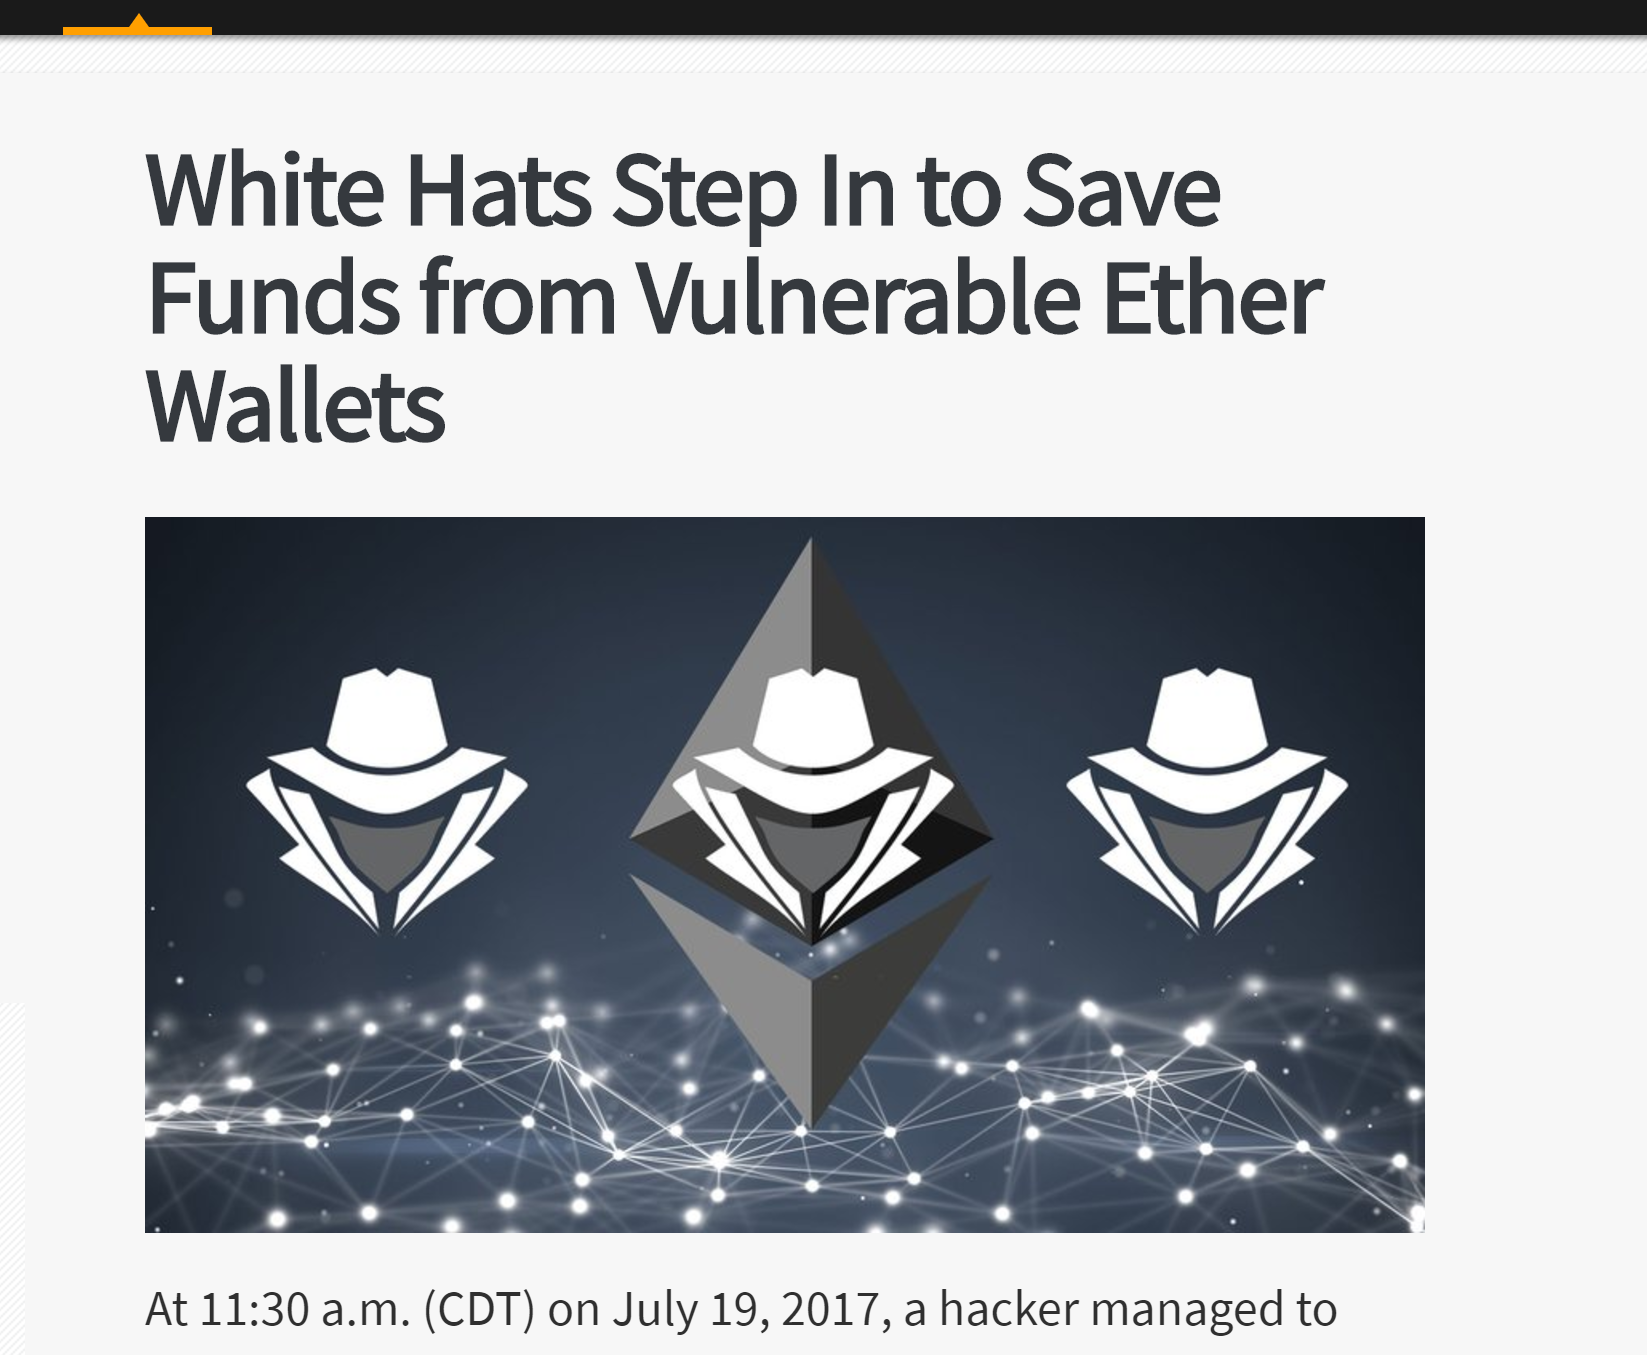 White Hats Step In to Save
Funds from Vulnerable Ether
Wallets
At 11:30 a.m. (CDT) on July 19, 2017, a hacker managed to